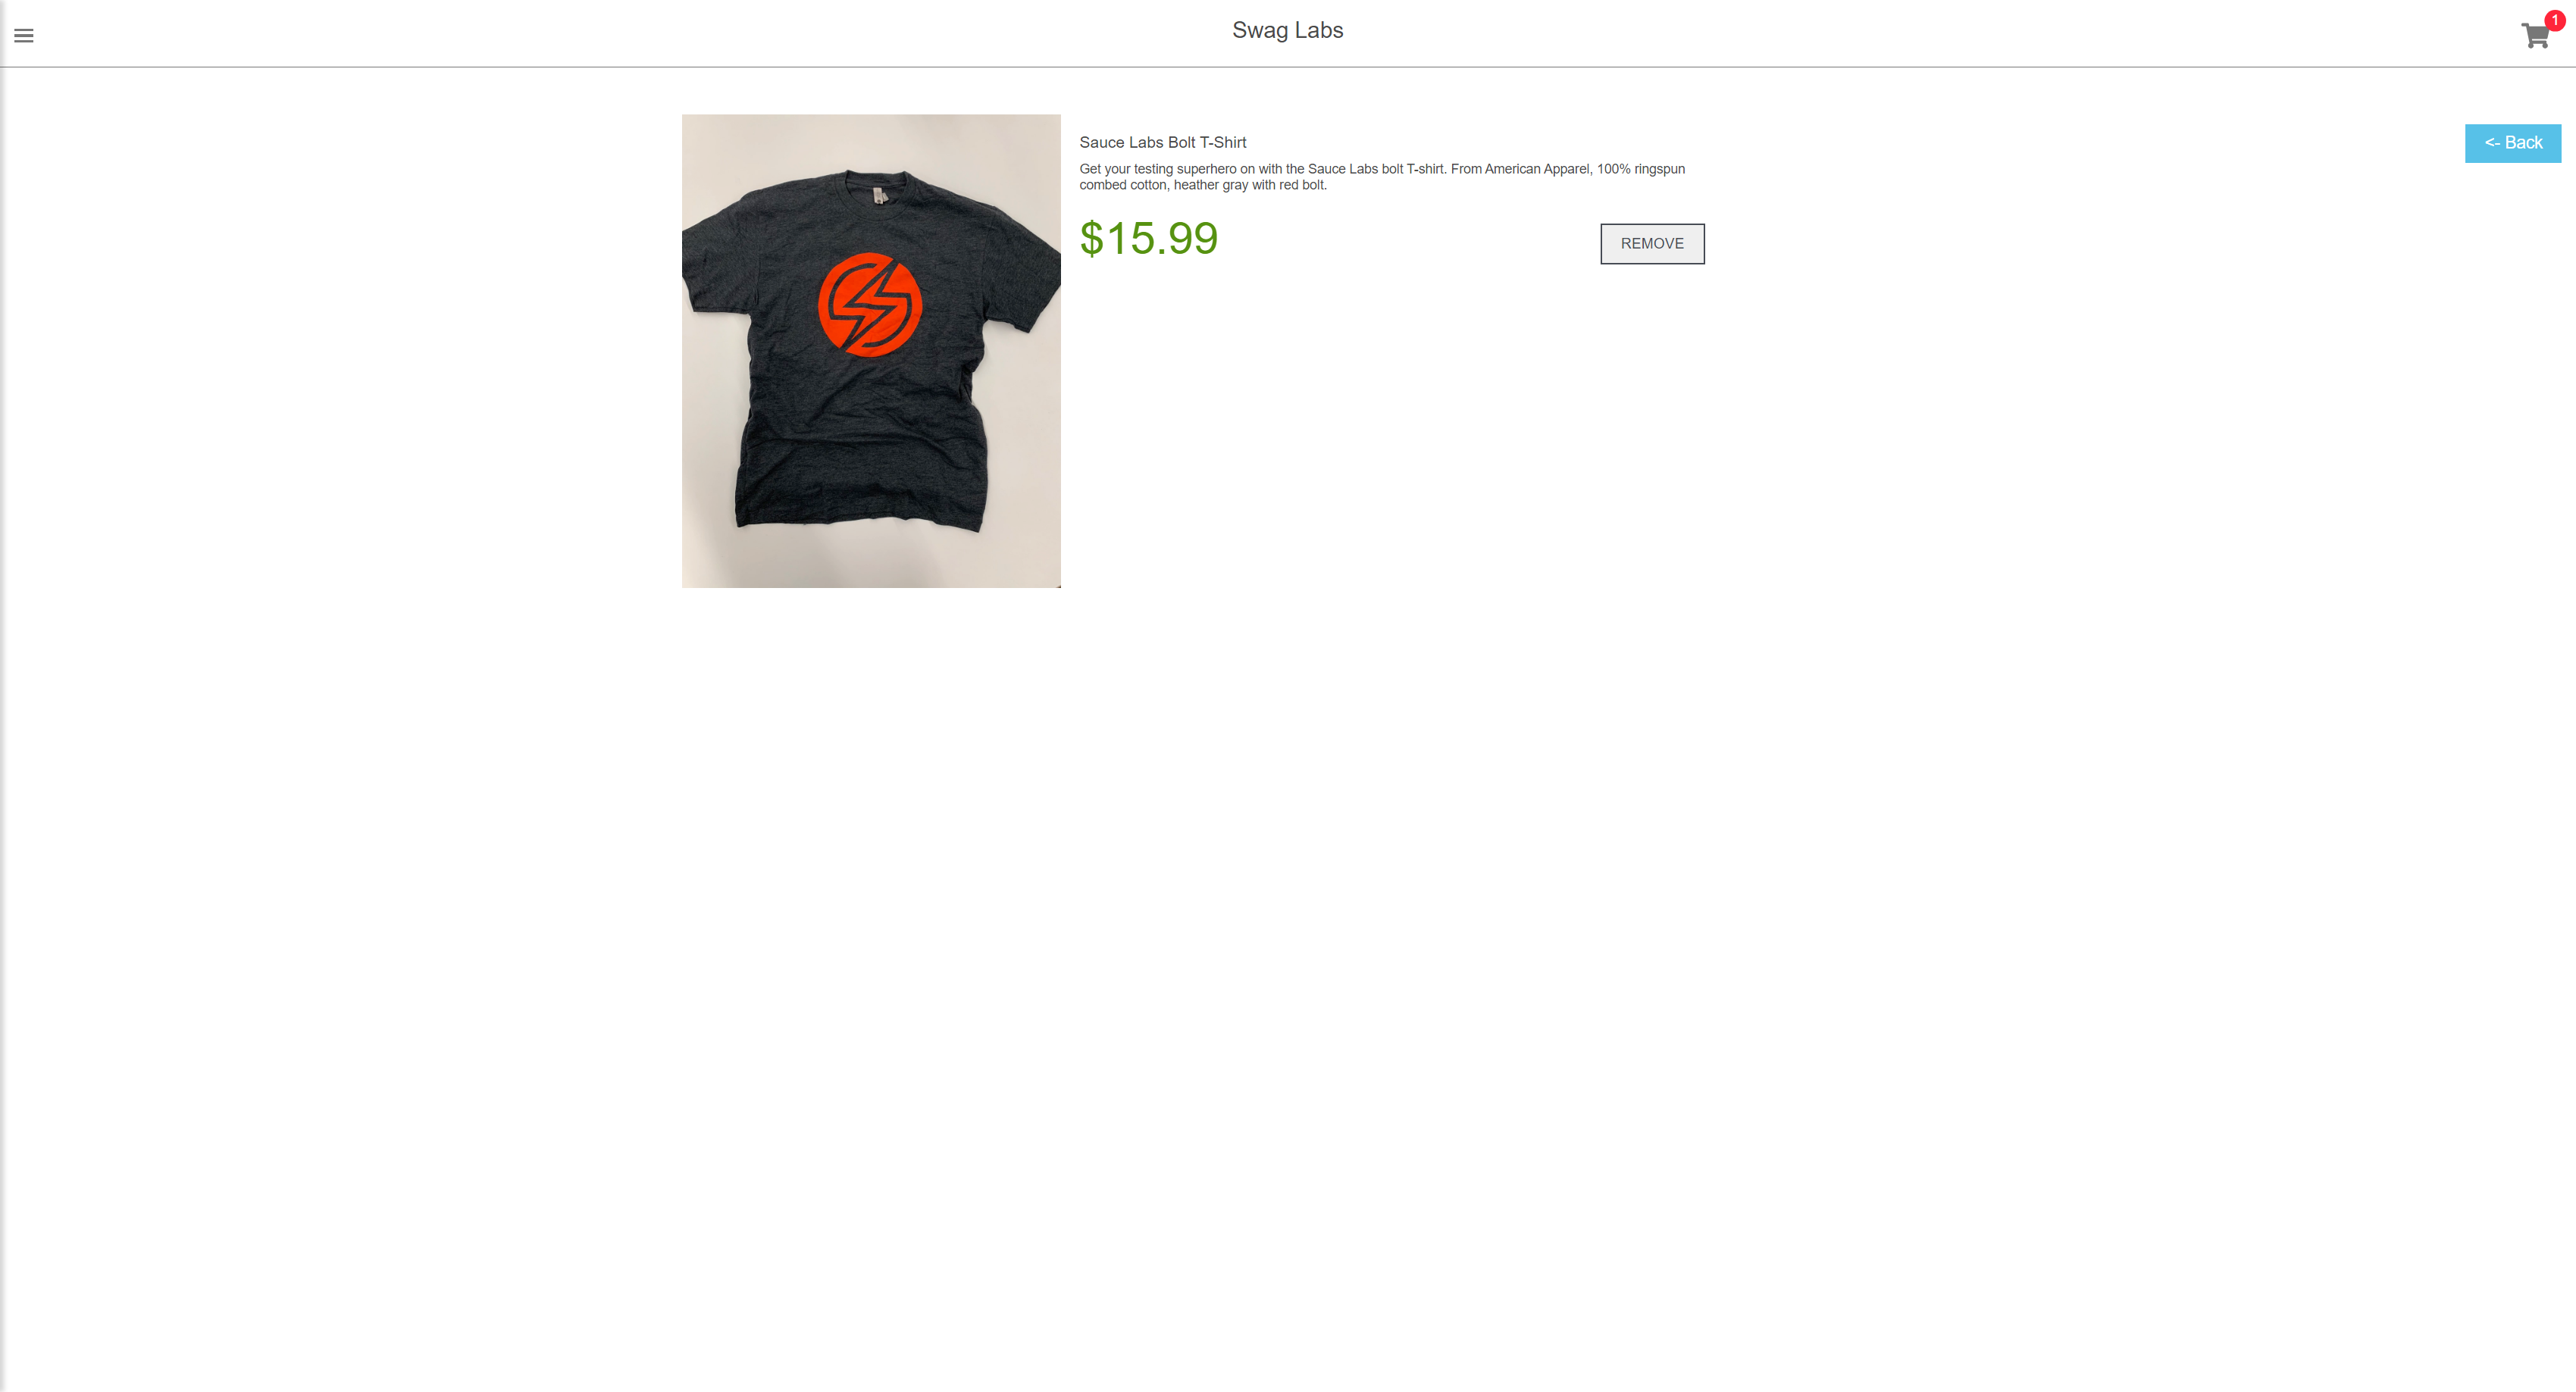 Swag Labs
1
Sauce Labs Bolt T-Shirt
<- Back
Get your testing superhero on with the Sauce Labs bolt T-shirt. From American Apparel, 100% ringspun
combed cotton, heather gray with red bolt.
$15.99
REMOVE